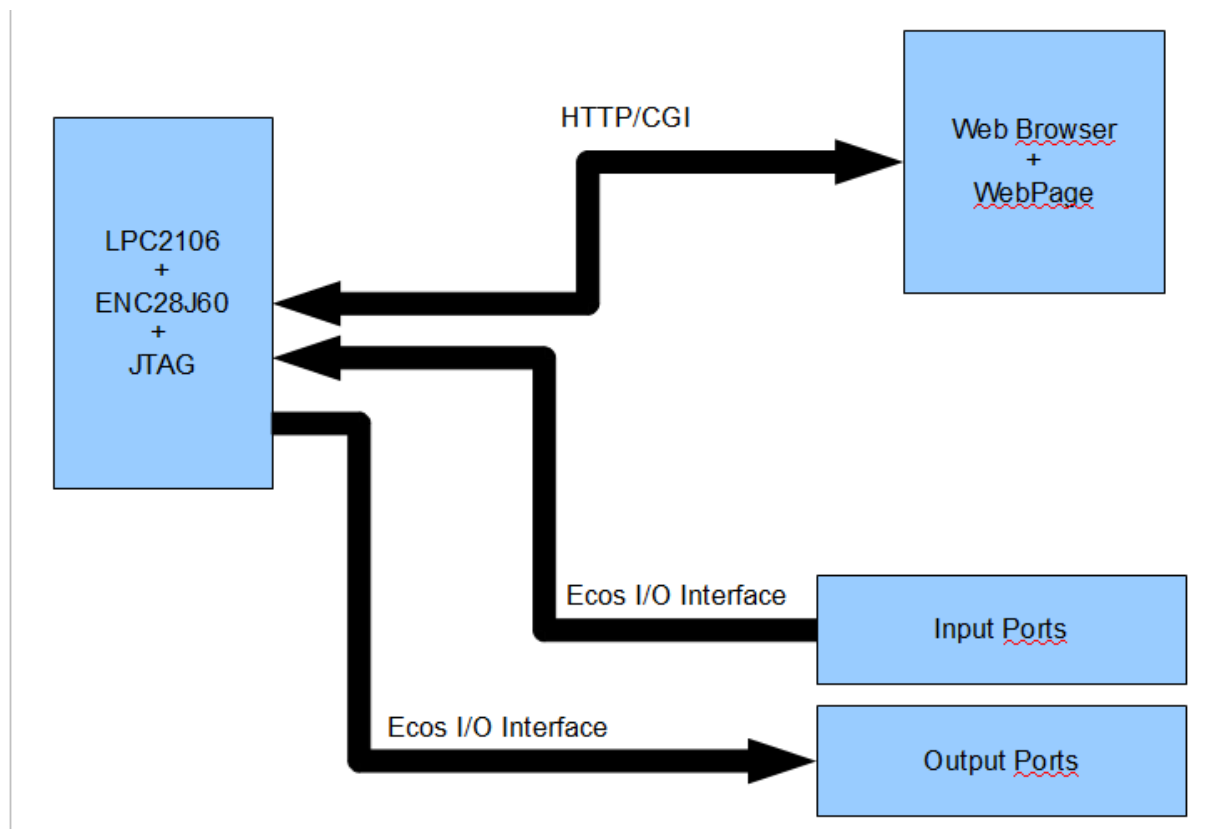 HTTP/CGI
Web Browser
+
WebPage
LPC2106
+
ENC28J60
+
JTAG
Ecos I/O Interface
Input Ports
Ecos I/O Interface
Output Ports